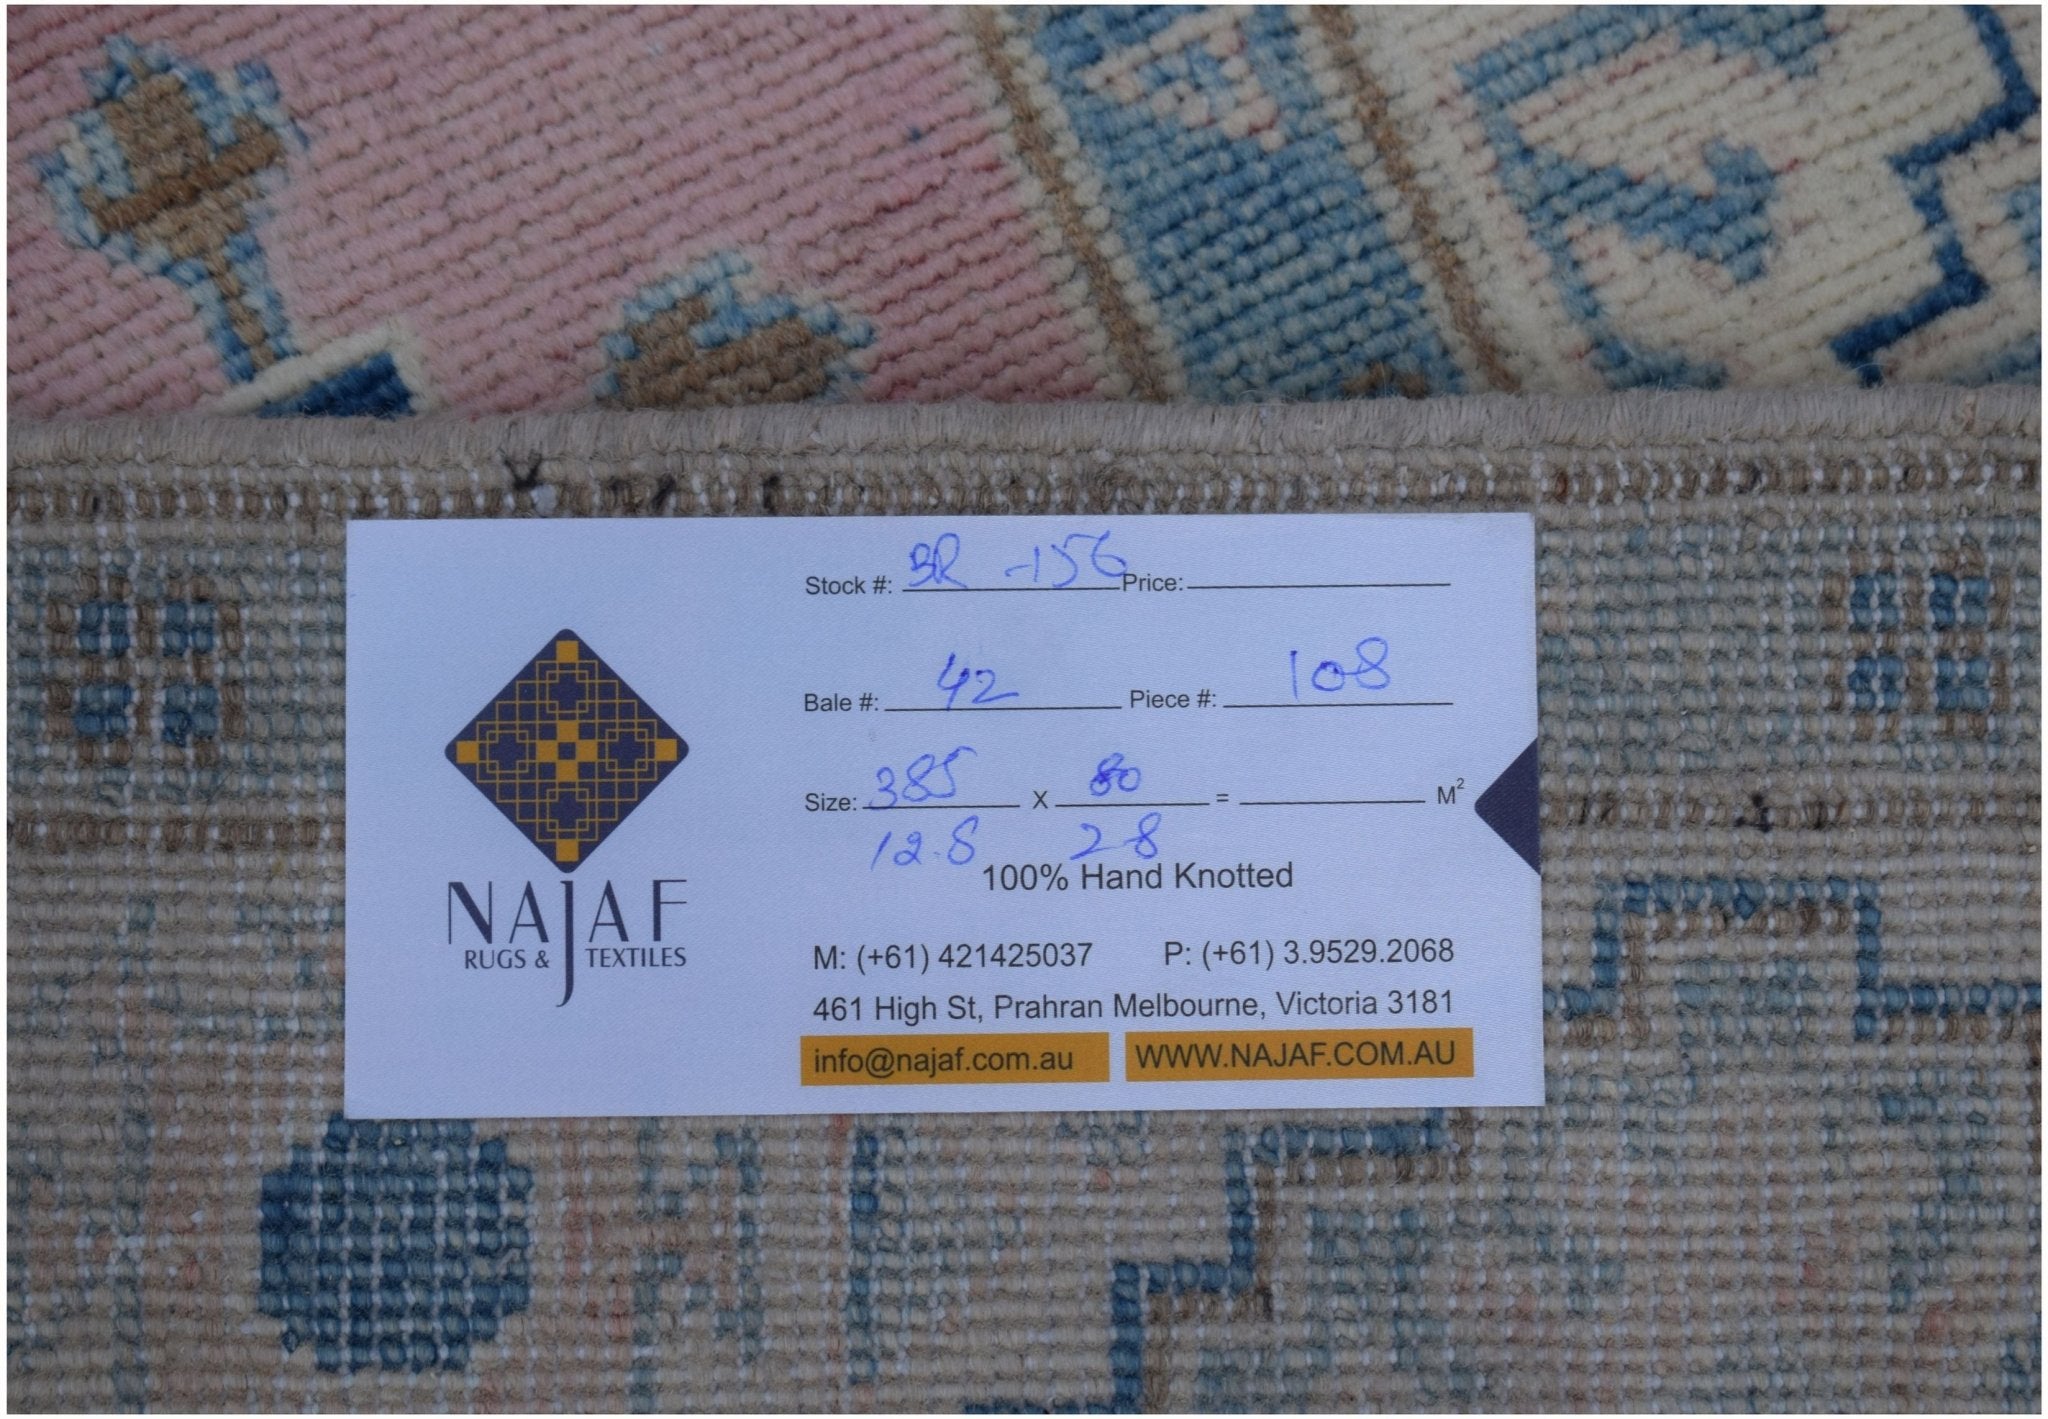 Stock #: BR -156 Price:
Bale #: 42 Piece #: 108
Size: 385 X 80 = M²
12.8 28
100% Hand Knotted
NAJAF
RUGS & TEXTILES
M: (+61) 421425037 P: (+61) 3.9529.2068
461 High St, Prahran Melbourne, Victoria 3181
info@najaf.com.au WWW.NAJAF.COM.AU